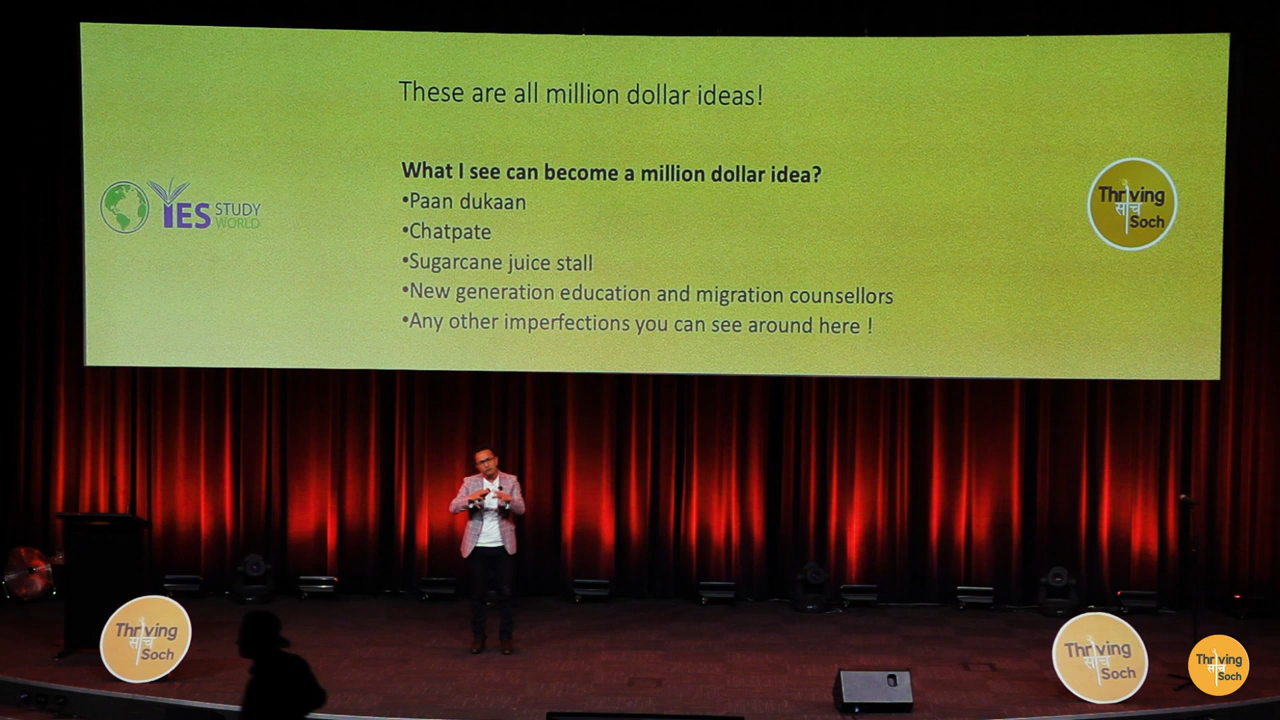 These are all million dollar ideas!
What I see can become a million dollar idea?
•Paan dukaan
•Chatpate
•Sugarcane juice stall
•New generation education and migration counsellors
•Any other imperfections you can see around here !
YES STUDY
WORLD
Thriving
सोच
Soch
Thriving
सोच
Soch
Thriving
सोच
Soch
Thriving
सोच
Soch